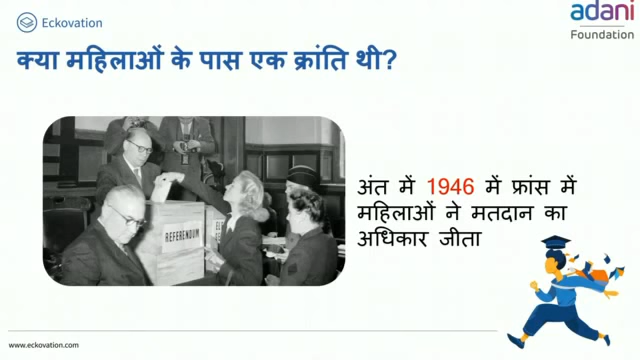 Eckovation
adani
Foundation
क्या महिलाओं के पास एक क्रांति थी?
REFERENDUM
अंत में 1946 में फ्रांस में
महिलाओं ने मतदान का
अधिकार जीता
www.eckovation.com